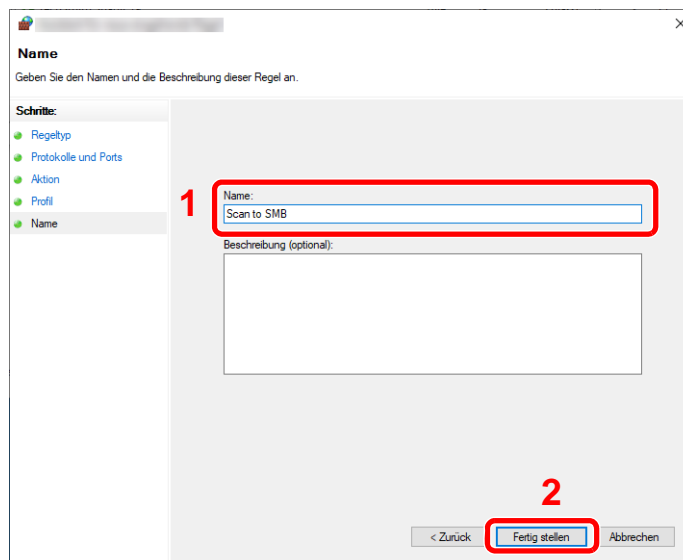 Name
Geben Sie den Namen und die Beschreibung dieser Regel an.
Schritte:
Regeltyp
Protokolle und Ports
Aktion
Profil
Name
1
Name:
Scan to SMB
Beschreibung (optional):
2
< Zurück
Fertig stellen
Abbrechen